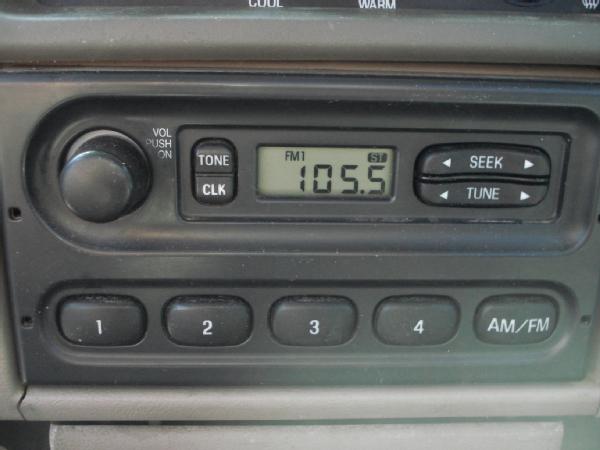 COOL WARM
VOL
PUSH
ON
TONE
CLK
FM1 ST
105.5
SEEK
TUNE
1 2 3 4 AM/FM